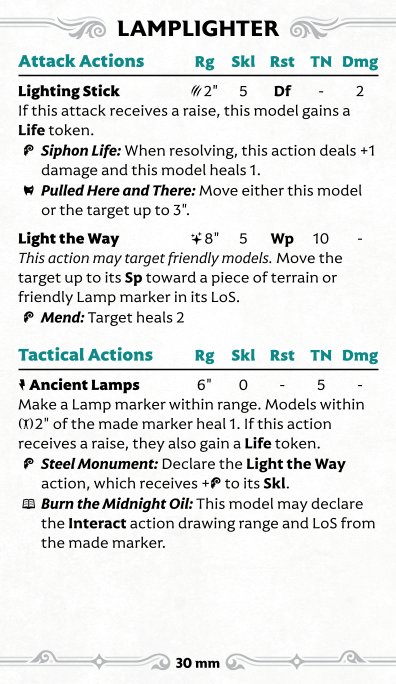 LAMPLIGHTER
Attack Actions Rg Skl Rst TN Dmg
Lighting Stick 2" 5 Df - 2
If this attack receives a raise, this model gains a
Life token.
Siphon Life: When resolving, this action deals +1
damage and this model heals 1.
Pulled Here and There: Move either this model
or the target up to 3".
Light the Way 8" 5 Wp 10 -
This action may target friendly models. Move the
target up to its Sp toward a piece of terrain or
friendly Lamp marker in its LoS.
Mend: Target heals 2
Tactical Actions Rg Skl Rst TN Dmg
Ancient Lamps 6" 0 - 5 -
Make a Lamp marker within range. Models within
2" of the made marker heal 1. If this action
receives a raise, they also gain a Life token.
Steel Monument: Declare the Light the Way
action, which receives + to its Skl.
Burn the Midnight Oil: This model may declare
the Interact action drawing range and LoS from
the made marker.
30 mm